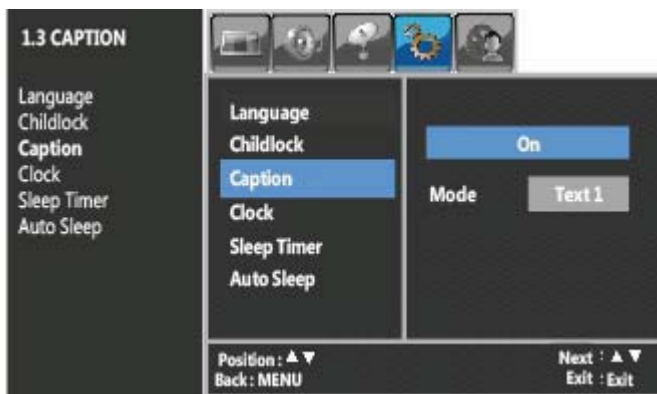 1.3 CAPTION
Language
Childlock
Caption
Clock
Sleep Timer
Auto Sleep
Language
Childlock
Caption
Clock
Sleep Timer
Auto Sleep
On
Mode Text 1
Position : ▲ ▼
Back : MENU
Next : ▲ ▼
Exit : Exit